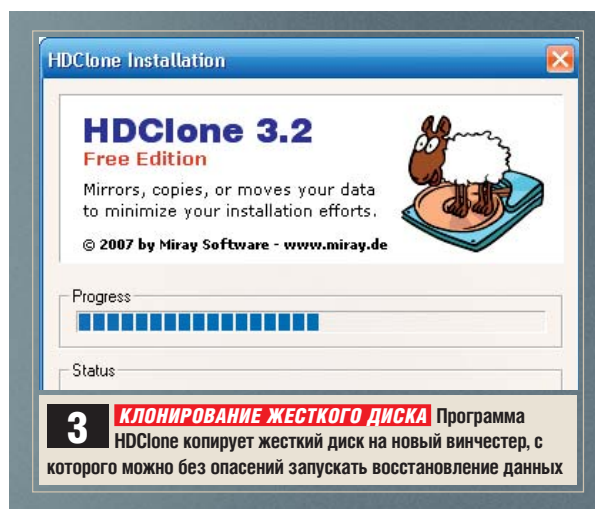 HDClone Installation
HDClone 3.2
Free Edition
Mirrors, copies, or moves your data
to minimize your installation efforts.
© 2007 by Miray Software - www.miray.de
Progress
Status
3 КЛОНИРОВАНИЕ ЖЕСТКОГО ДИСКА Программа
HDClone копирует жесткий диск на новый винчестер, с
которого можно без опасений запускать восстановление данных